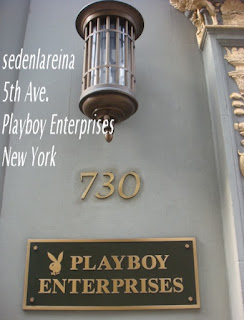 sedenlareina
5th Ave.
Playboy Enterprises
New York
730
PLAYBOY
ENTERPRISES